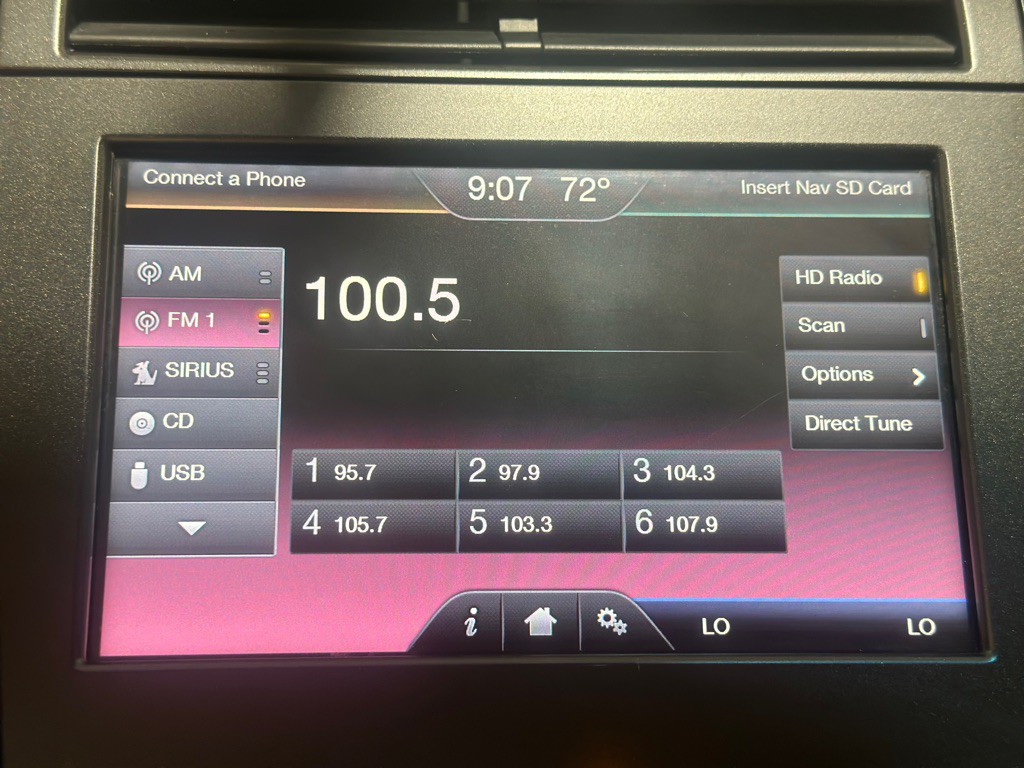 Connect a Phone
9:07 72°
Insert Nav SD Card
AM
FM 1
SIRIUS
CD
USB
100.5
HD Radio
Scan
Options
Direct Tune
1 95.7
2 97.9
3 104.3
4 105.7
5 103.3
6 107.9
i
LO
LO